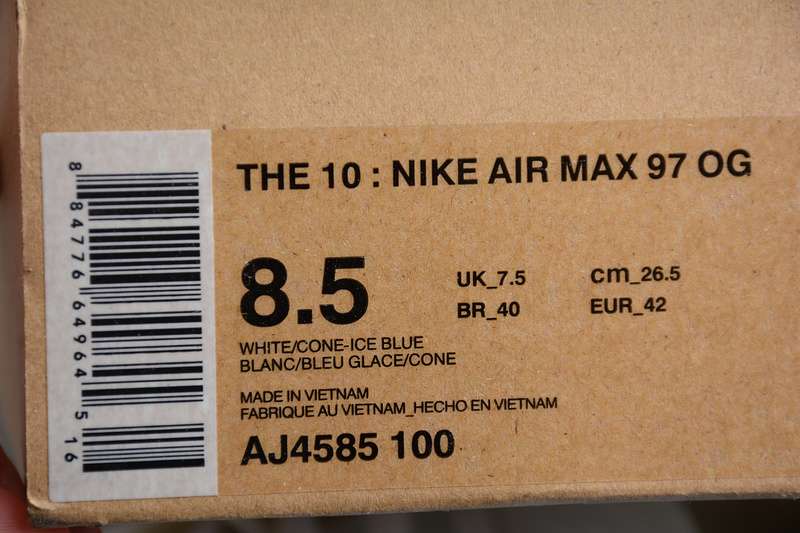 THE 10 : NIKE AIR MAX 97 OG
8.5
UK_7.5 cm_26.5
BR_40 EUR_42
WHITE/CONE-ICE BLUE
BLANC/BLEU GLACE/CONE
MADE IN VIETNAM
FABRIQUE AU VIETNAM_HECHO EN VIETNAM
AJ4585 100
8 84776 64964 5 16